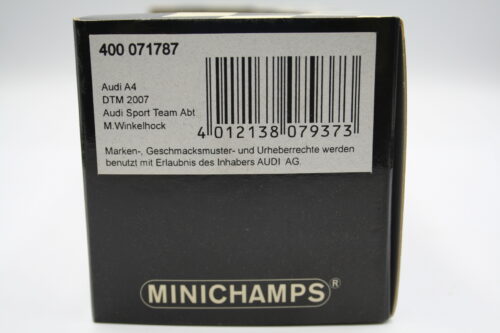 400 071787
Audi A4
DTM 2007
Audi Sport Team Abt
M.Winkelhock
4 012138 079373
Marken-, Geschmacksmuster- und Urheberrechte werden
benutzt mit Erlaubnis des Inhabers AUDI AG.
MINICHAMPS®